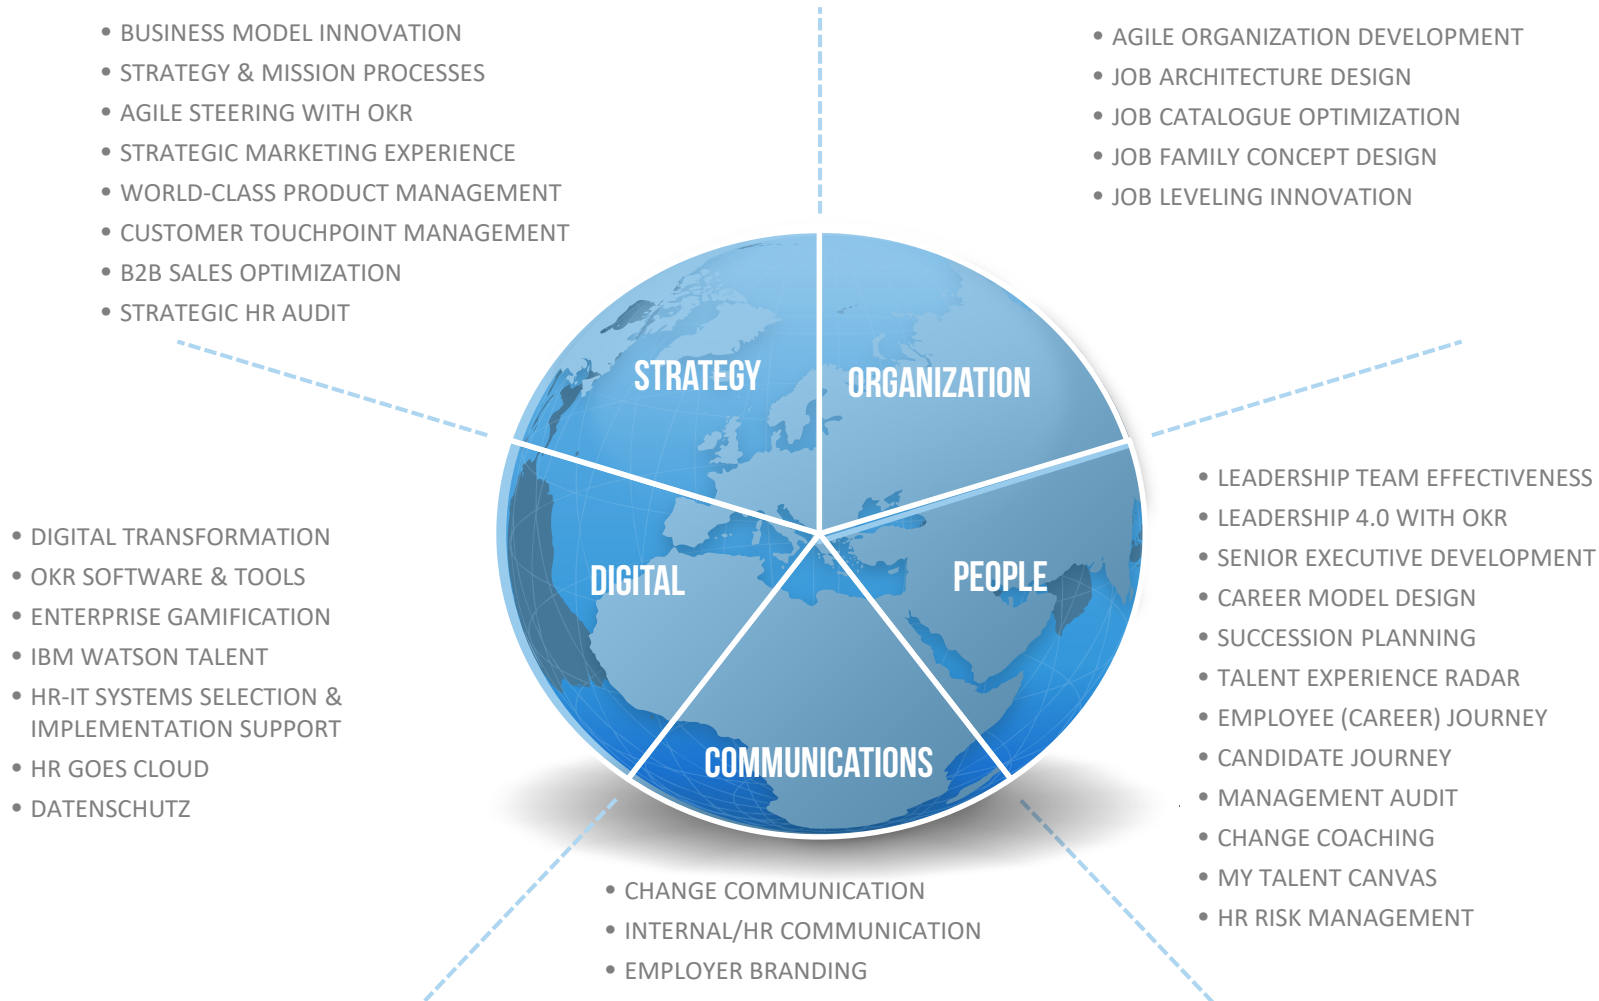 • BUSINESS MODEL INNOVATION
• STRATEGY & MISSION PROCESSES
• AGILE STEERING WITH OKR
• STRATEGIC MARKETING EXPERIENCE
• WORLD-CLASS PRODUCT MANAGEMENT
• CUSTOMER TOUCHPOINT MANAGEMENT
• B2B SALES OPTIMIZATION
• STRATEGIC HR AUDIT
• AGILE ORGANIZATION DEVELOPMENT
• JOB ARCHITECTURE DESIGN
• JOB CATALOGUE OPTIMIZATION
• JOB FAMILY CONCEPT DESIGN
• JOB LEVELING INNOVATION
STRATEGY
ORGANIZATION
DIGITAL
PEOPLE
COMMUNICATIONS
• DIGITAL TRANSFORMATION
• OKR SOFTWARE & TOOLS
• ENTERPRISE GAMIFICATION
• IBM WATSON TALENT
• HR-IT SYSTEMS SELECTION &
IMPLEMENTATION SUPPORT
• HR GOES CLOUD
• DATENSCHUTZ
• LEADERSHIP TEAM EFFECTIVENESS
• LEADERSHIP 4.0 WITH OKR
• SENIOR EXECUTIVE DEVELOPMENT
• CAREER MODEL DESIGN
• SUCCESSION PLANNING
• TALENT EXPERIENCE RADAR
• EMPLOYEE (CAREER) JOURNEY
• CANDIDATE JOURNEY
• MANAGEMENT AUDIT
• CHANGE COACHING
• MY TALENT CANVAS
• HR RISK MANAGEMENT
• CHANGE COMMUNICATION
• INTERNAL/HR COMMUNICATION
• EMPLOYER BRANDING